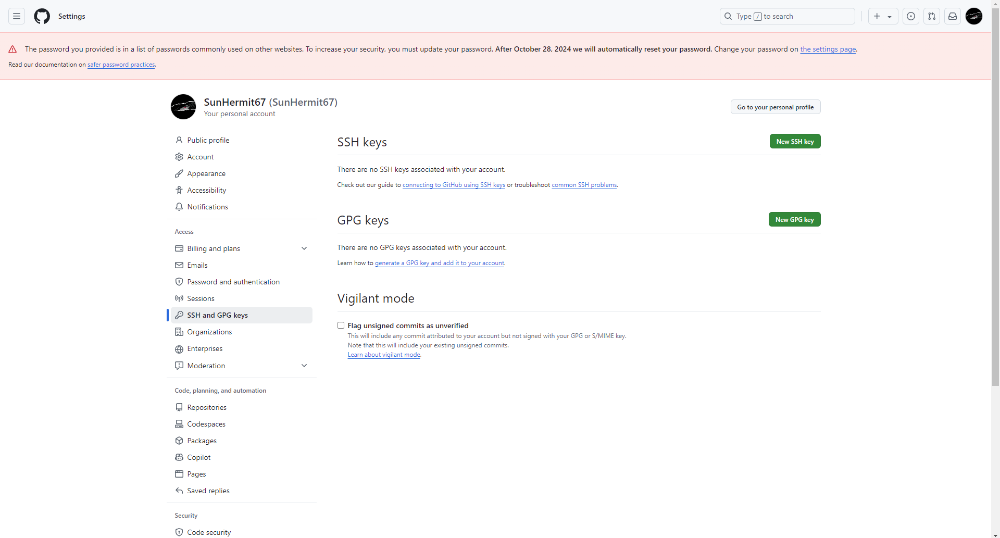 Settings
Type / to search
The password you provided is in a list of passwords commonly used on other websites. To increase your security, you must update your password. After October 28, 2024 we will automatically reset your password. Change your password on the settings page.
Read our documentation on safer password practices.
SunHermit67 (SunHermit67)
Your personal account
Go to your personal profile
Public profile
Account
Appearance
Accessibility
Notifications
Access
Billing and plans
Emails
Password and authentication
Sessions
SSH and GPG keys
Organizations
Enterprises
Moderation
Code, planning, and automation
Repositories
Codespaces
Packages
Copilot
Pages
Saved replies
Security
Code security
SSH keys
New SSH key
There are no SSH keys associated with your account.
Check out our guide to connecting to GitHub using SSH keys or troubleshoot common SSH problems.
GPG keys
New GPG key
There are no GPG keys associated with your account.
Learn how to generate a GPG key and add it to your account.
Vigilant mode
Flag unsigned commits as unverified
This will include any commit attributed to your account but not signed with your GPG or S/MIME key.
Note that this will include your existing unsigned commits.
Learn about vigilant mode.